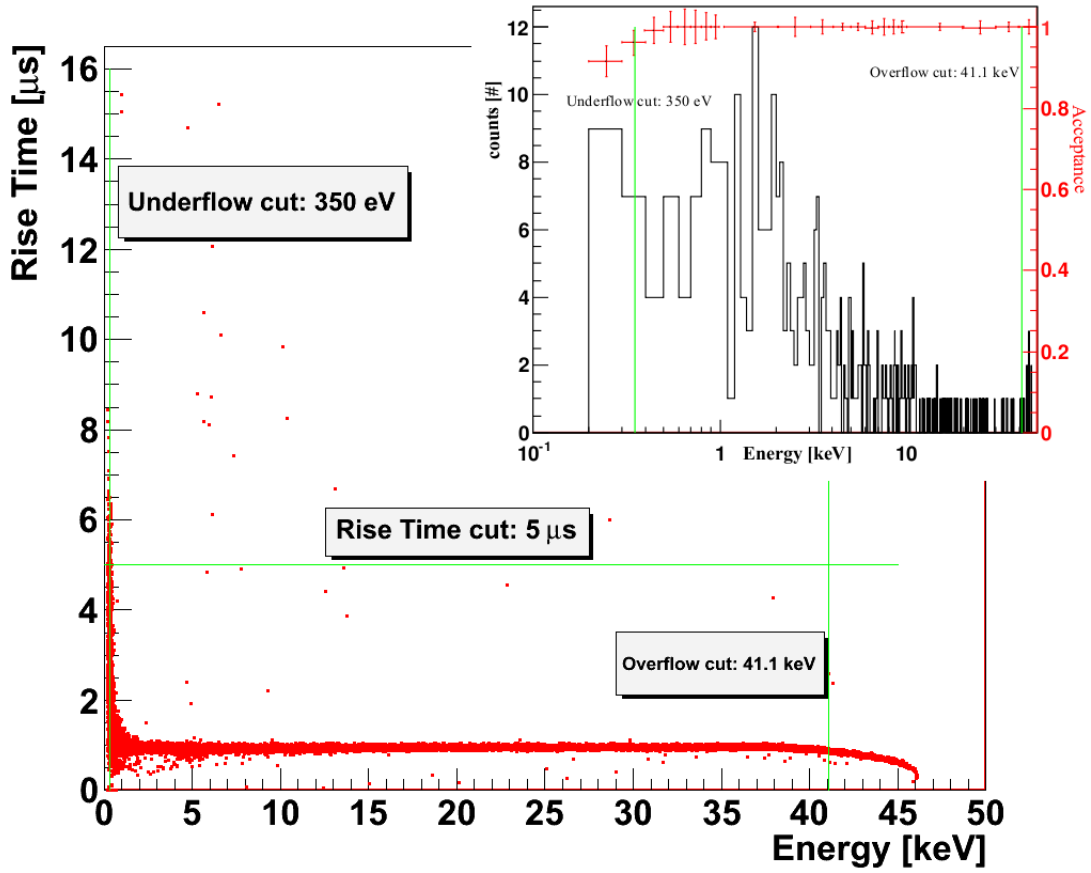 Rise Time [μs]
16
14
12
10
8
6
4
2
0
Underflow cut: 350 eV
Rise Time cut: 5 μs
Overflow cut: 41.1 keV
0 5 10 15 20 25 30 35 40 45 50
Energy [keV]
counts [#]
12
10
8
6
4
2
0
Underflow cut: 350 eV
Overflow cut: 41.1 keV
10-1 1 10
Energy [keV]
1
0.8
0.6
0.4
0.2
0
Acceptance